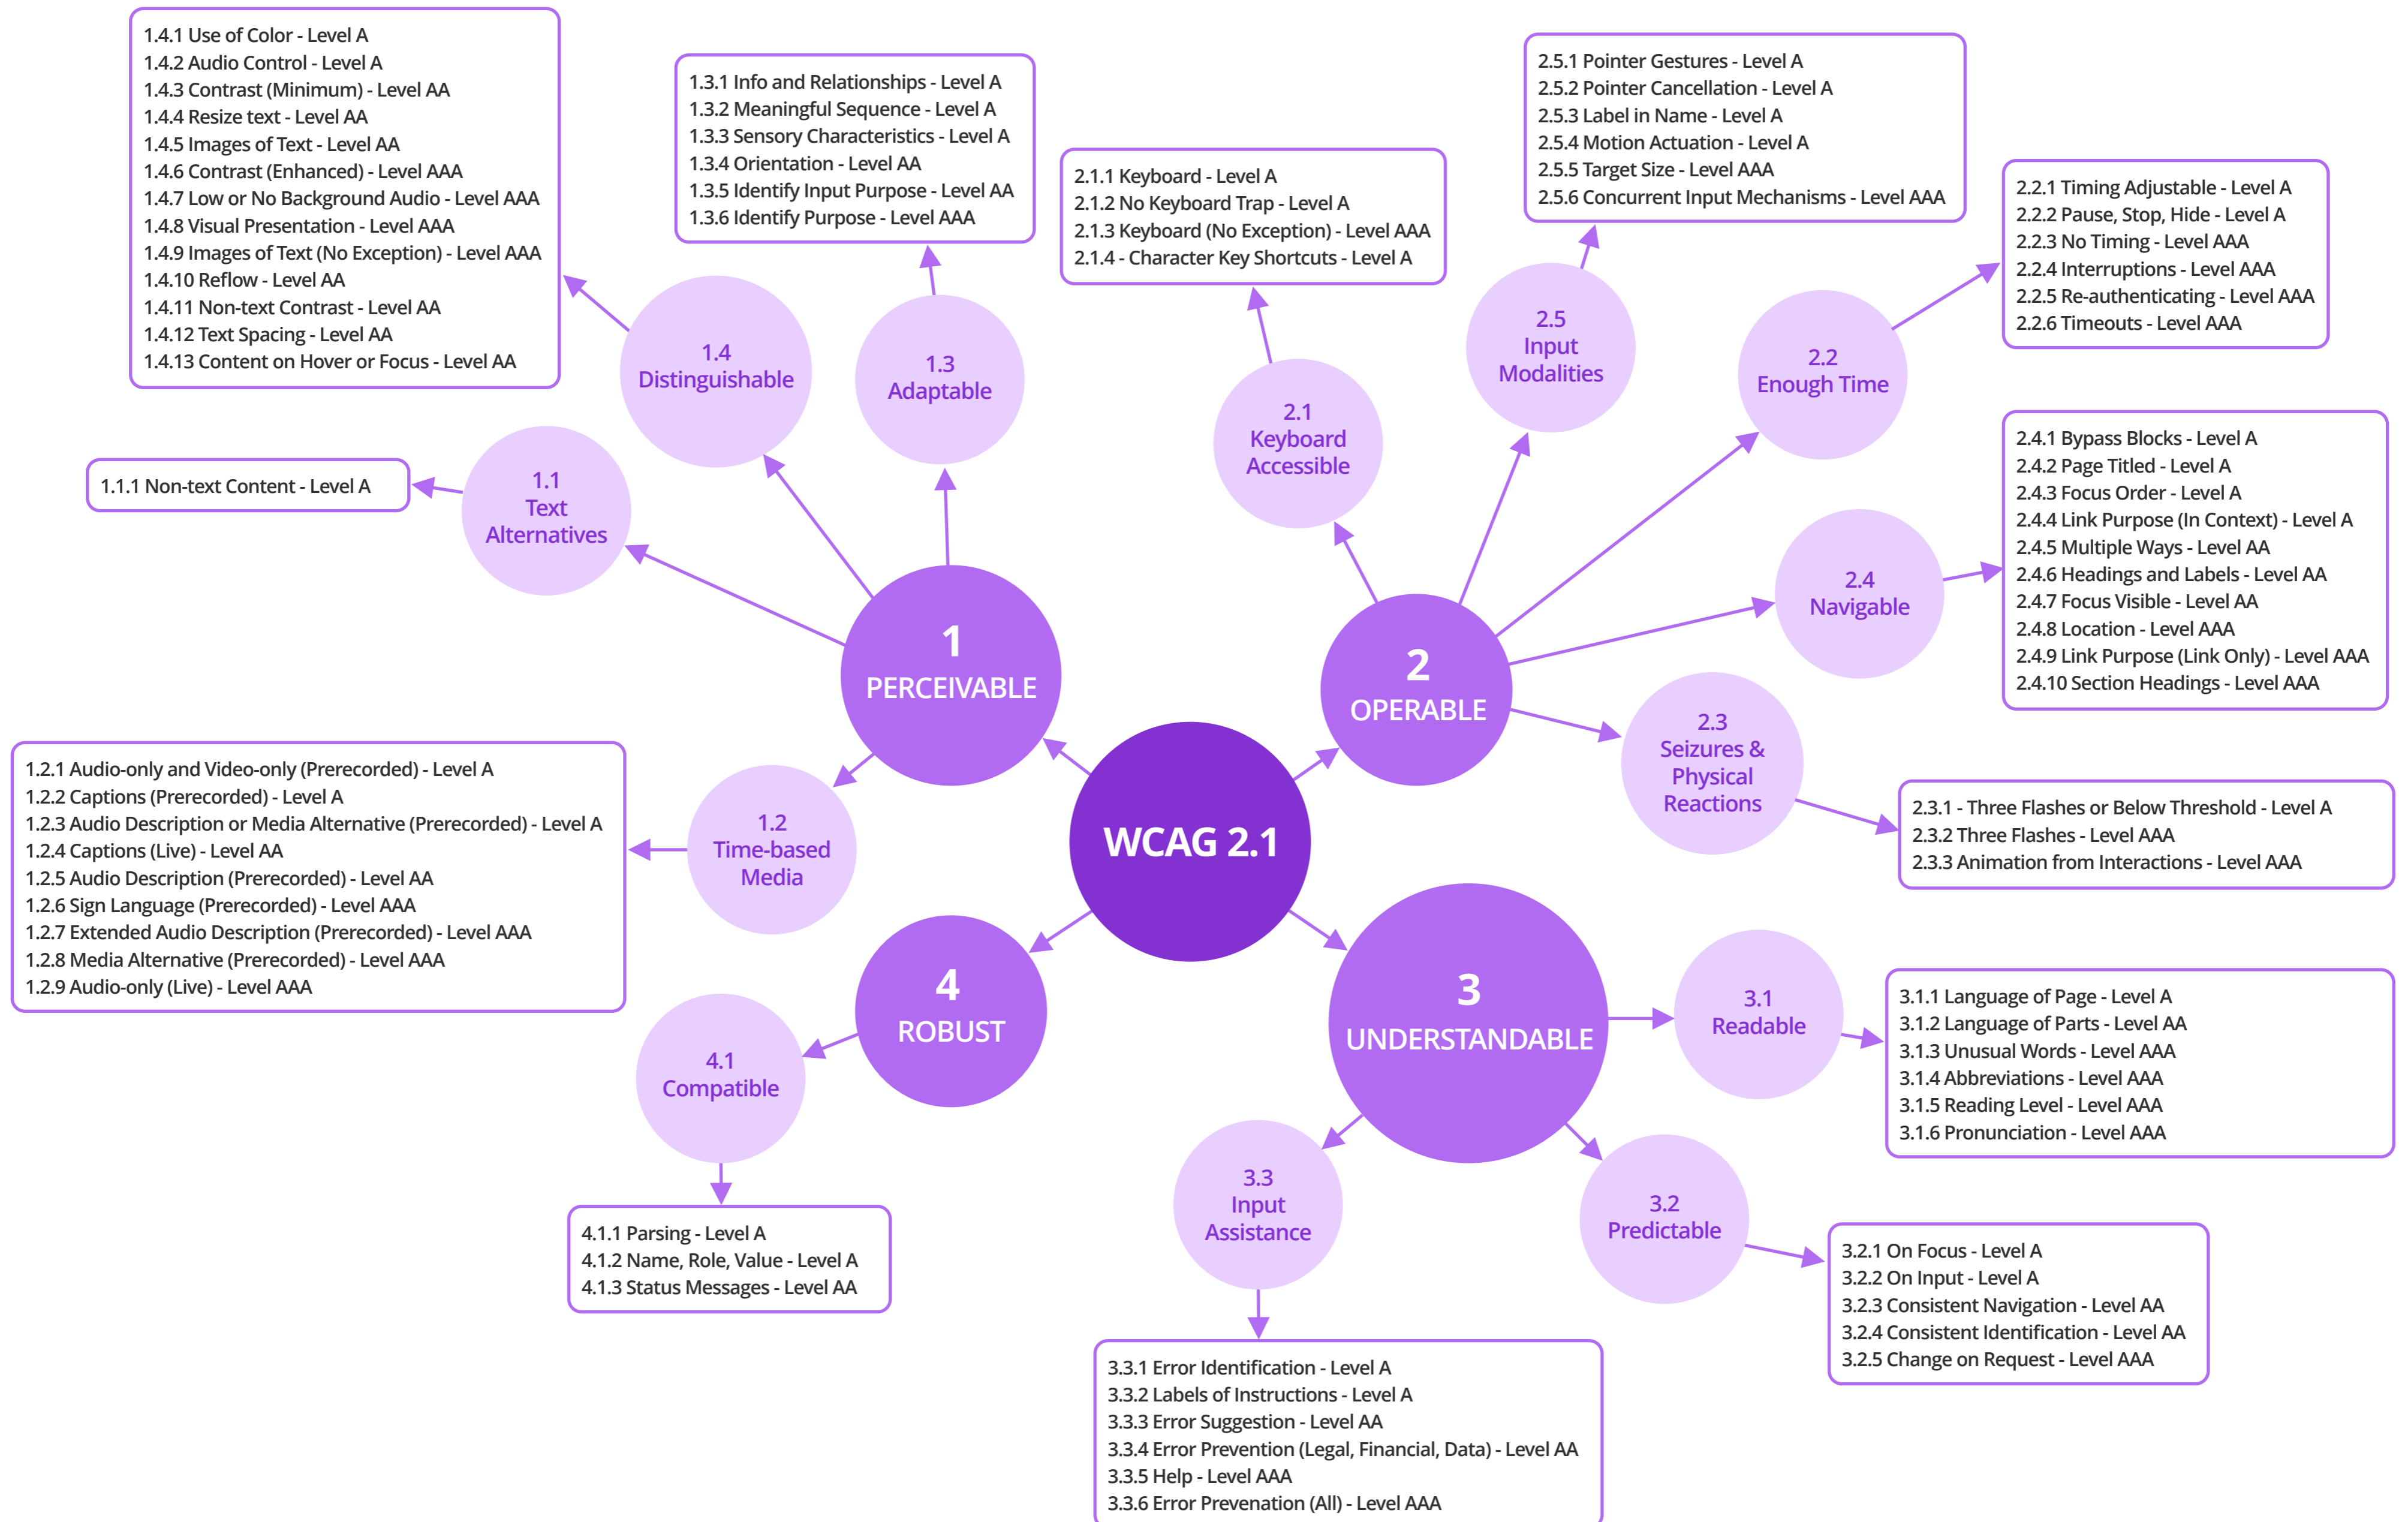 WCAG 2.1
1
PERCEIVABLE
1.1
Text
Alternatives
1.1.1 Non-text Content - Level A
1.2
Time-based
Media
1.2.1 Audio-only and Video-only (Prerecorded) - Level A
1.2.2 Captions (Prerecorded) - Level A
1.2.3 Audio Description or Media Alternative (Prerecorded) - Level A
1.2.4 Captions (Live) - Level AA
1.2.5 Audio Description (Prerecorded) - Level AA
1.2.6 Sign Language (Prerecorded) - Level AAA
1.2.7 Extended Audio Description (Prerecorded) - Level AAA
1.2.8 Media Alternative (Prerecorded) - Level AAA
1.2.9 Audio-only (Live) - Level AAA
1.3
Adaptable
1.3.1 Info and Relationships - Level A
1.3.2 Meaningful Sequence - Level A
1.3.3 Sensory Characteristics - Level A
1.3.4 Orientation - Level AA
1.3.5 Identify Input Purpose - Level AA
1.3.6 Identify Purpose - Level AAA
1.4
Distinguishable
1.4.1 Use of Color - Level A
1.4.2 Audio Control - Level A
1.4.3 Contrast (Minimum) - Level AA
1.4.4 Resize text - Level AA
1.4.5 Images of Text - Level AA
1.4.6 Contrast (Enhanced) - Level AAA
1.4.7 Low or No Background Audio - Level AAA
1.4.8 Visual Presentation - Level AAA
1.4.9 Images of Text (No Exception) - Level AAA
1.4.10 Reflow - Level AA
1.4.11 Non-text Contrast - Level AA
1.4.12 Text Spacing - Level AA
1.4.13 Content on Hover or Focus - Level AA
2
OPERABLE
2.1
Keyboard
Accessible
2.1.1 Keyboard - Level A
2.1.2 No Keyboard Trap - Level A
2.1.3 Keyboard (No Exception) - Level AAA
2.1.4 - Character Key Shortcuts - Level A
2.2
Enough Time
2.2.1 Timing Adjustable - Level A
2.2.2 Pause, Stop, Hide - Level A
2.2.3 No Timing - Level AAA
2.2.4 Interruptions - Level AAA
2.2.5 Re-authenticating - Level AAA
2.2.6 Timeouts - Level AAA
2.3
Seizures &
Physical
Reactions
2.3.1 - Three Flashes or Below Threshold - Level A
2.3.2 Three Flashes - Level AAA
2.3.3 Animation from Interactions - Level AAA
2.4
Navigable
2.4.1 Bypass Blocks - Level A
2.4.2 Page Titled - Level A
2.4.3 Focus Order - Level A
2.4.4 Link Purpose (In Context) - Level A
2.4.5 Multiple Ways - Level AA
2.4.6 Headings and Labels - Level AA
2.4.7 Focus Visible - Level AA
2.4.8 Location - Level AAA
2.4.9 Link Purpose (Link Only) - Level AAA
2.4.10 Section Headings - Level AAA
2.5
Input
Modalities
2.5.1 Pointer Gestures - Level A
2.5.2 Pointer Cancellation - Level A
2.5.3 Label in Name - Level A
2.5.4 Motion Actuation - Level A
2.5.5 Target Size - Level AAA
2.5.6 Concurrent Input Mechanisms - Level AAA
3
UNDERSTANDABLE
3.1
Readable
3.1.1 Language of Page - Level A
3.1.2 Language of Parts - Level AA
3.1.3 Unusual Words - Level AAA
3.1.4 Abbreviations - Level AAA
3.1.5 Reading Level - Level AAA
3.1.6 Pronunciation - Level AAA
3.2
Predictable
3.2.1 On Focus - Level A
3.2.2 On Input - Level A
3.2.3 Consistent Navigation - Level AA
3.2.4 Consistent Identification - Level AA
3.2.5 Change on Request - Level AAA
3.3
Input
Assistance
3.3.1 Error Identification - Level A
3.3.2 Labels of Instructions - Level A
3.3.3 Error Suggestion - Level AA
3.3.4 Error Prevention (Legal, Financial, Data) - Level AA
3.3.5 Help - Level AAA
3.3.6 Error Prevenation (All) - Level AAA
4
ROBUST
4.1
Compatible
4.1.1 Parsing - Level A
4.1.2 Name, Role, Value - Level A
4.1.3 Status Messages - Level AA